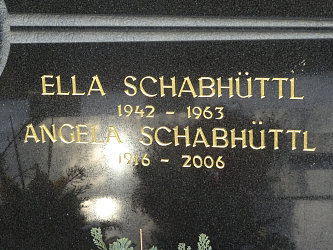 ELLA SCHABHÜTTL
1942 - 1963
ANGELA SCHABHÜTTL
1916 - 2006